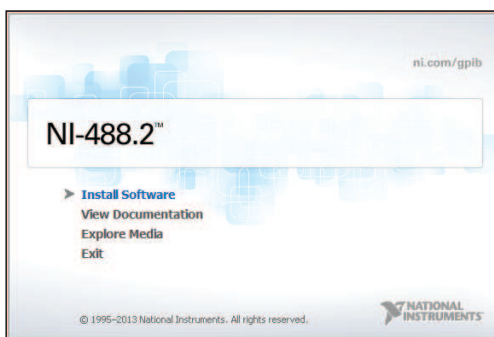 ni.com/gpib
NI-488.2™
Install Software
View Documentation
Explore Media
Exit
© 1995–2013 National Instruments. All rights reserved.
NATIONAL
INSTRUMENTS